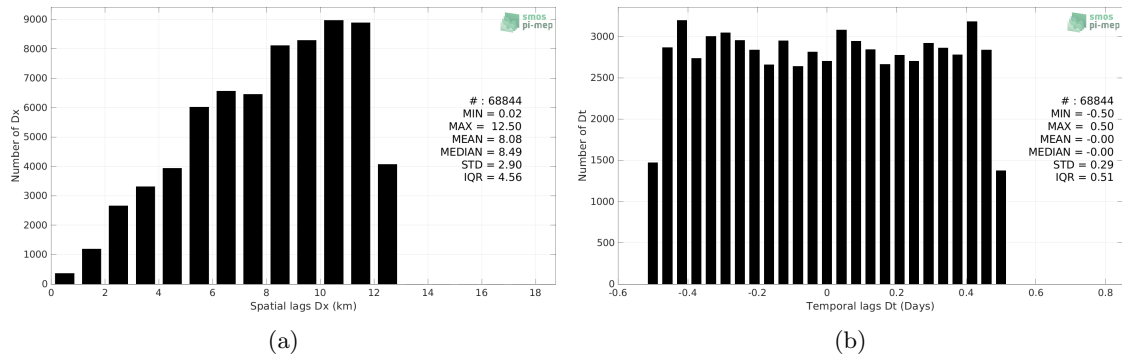 smos
pi-mep
9000
8000
7000
6000
5000
4000
3000
2000
1000
0
Number of Dx
# : 68844
MIN = 0.02
MAX = 12.50
MEAN = 8.08
MEDIAN = 8.49
STD = 2.90
IQR = 4.56
0 2 4 6 8 10 12 14 16 18
Spatial lags Dx (km)
(a)
smos
pi-mep
3000
2500
2000
1500
1000
500
0
Number of Dt
# : 68844
MIN = -0.50
MAX = 0.50
MEAN = -0.00
MEDIAN = -0.00
STD = 0.29
IQR = 0.51
-0.6 -0.4 -0.2 0 0.2 0.4 0.6 0.8
Temporal lags Dt (Days)
(b)